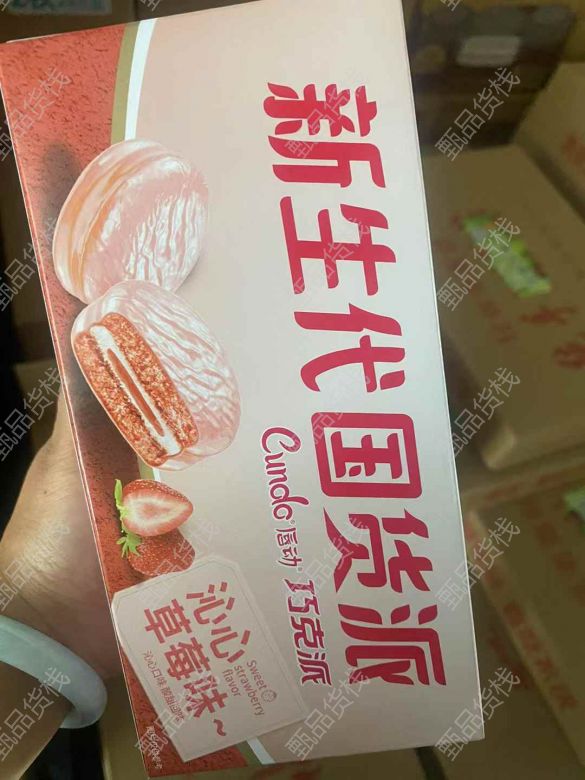 新生代国货派
Cundo 唇动 巧克派
沁心
草莓味~
Sweet
strawberry
flavor
甄品货栈